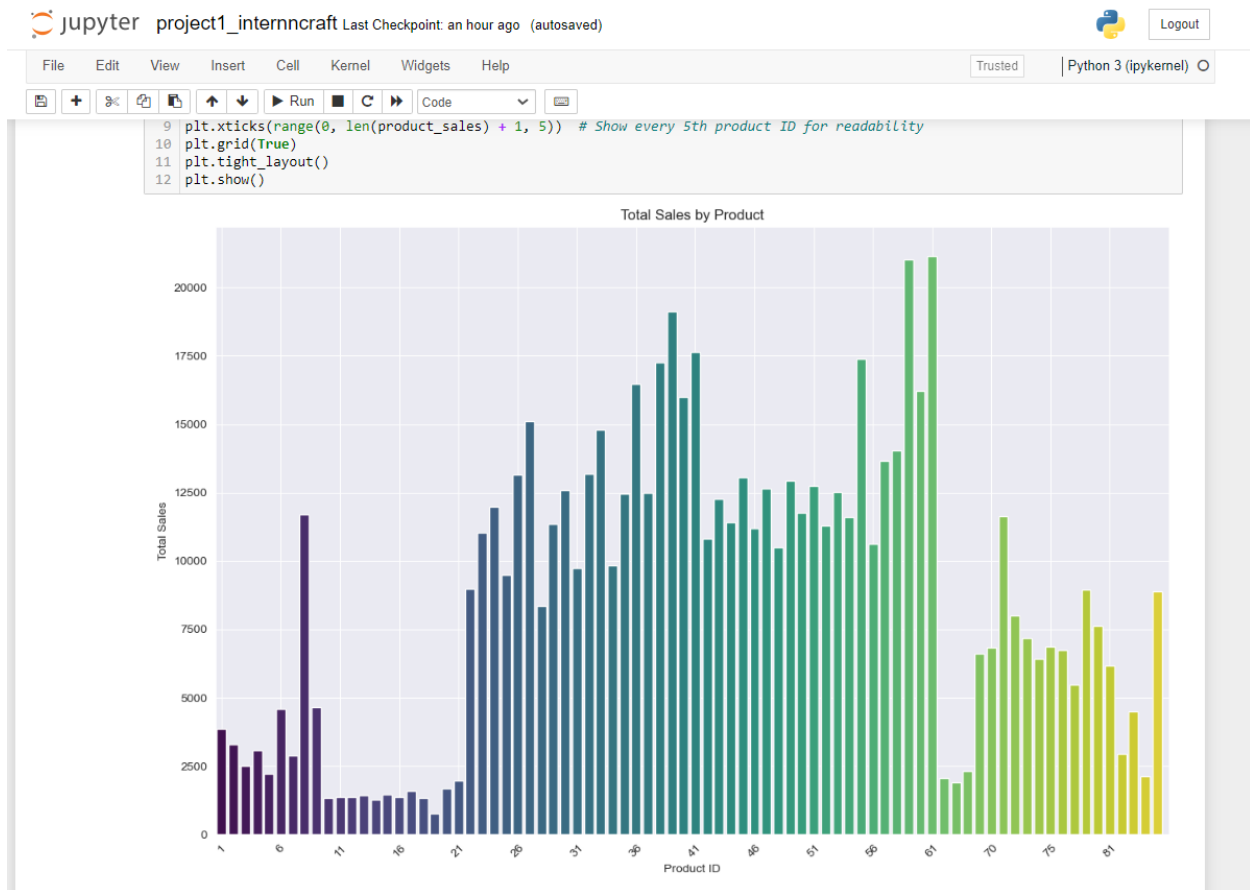 jupyter project1_internncraft Last Checkpoint: an hour ago (autosaved)
Logout
File Edit View Insert Cell Kernel Widgets Help
Trusted Python 3 (ipykernel)
Run Code
9 plt.xticks(range(0, len(product_sales) + 1, 5))  # Show every 5th product ID for readability
10 plt.grid(True)
11 plt.tight_layout()
12 plt.show()
Total Sales by Product
20000
17500
15000
12500
10000
7500
5000
2500
0
Total Sales
1 6 11 16 21 26 31 36 41 46 51 56 61 70 75 81
Product ID